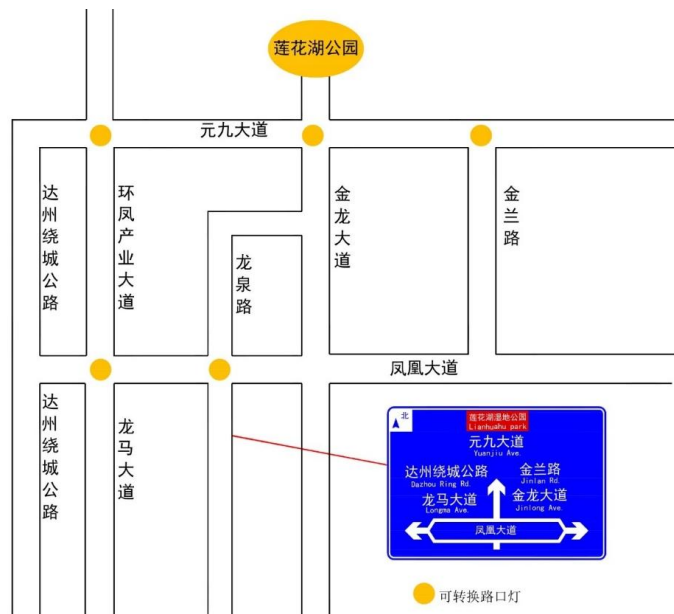 莲花湖公园
元九大道
达州绕城公路
环凤产业大道
金龙大道
金兰路
龙泉路
凤凰大道
达州绕城公路
龙马大道
北
莲花湖湿地公园
Lianhuahu park
元九大道
Yuanjiu Ave.
达州绕城公路
Dazhou Ring Rd.
金兰路
Jinlan Rd.
龙马大道
Longma Ave.
金龙大道
Jinlong Ave.
凤凰大道
可转换路口灯